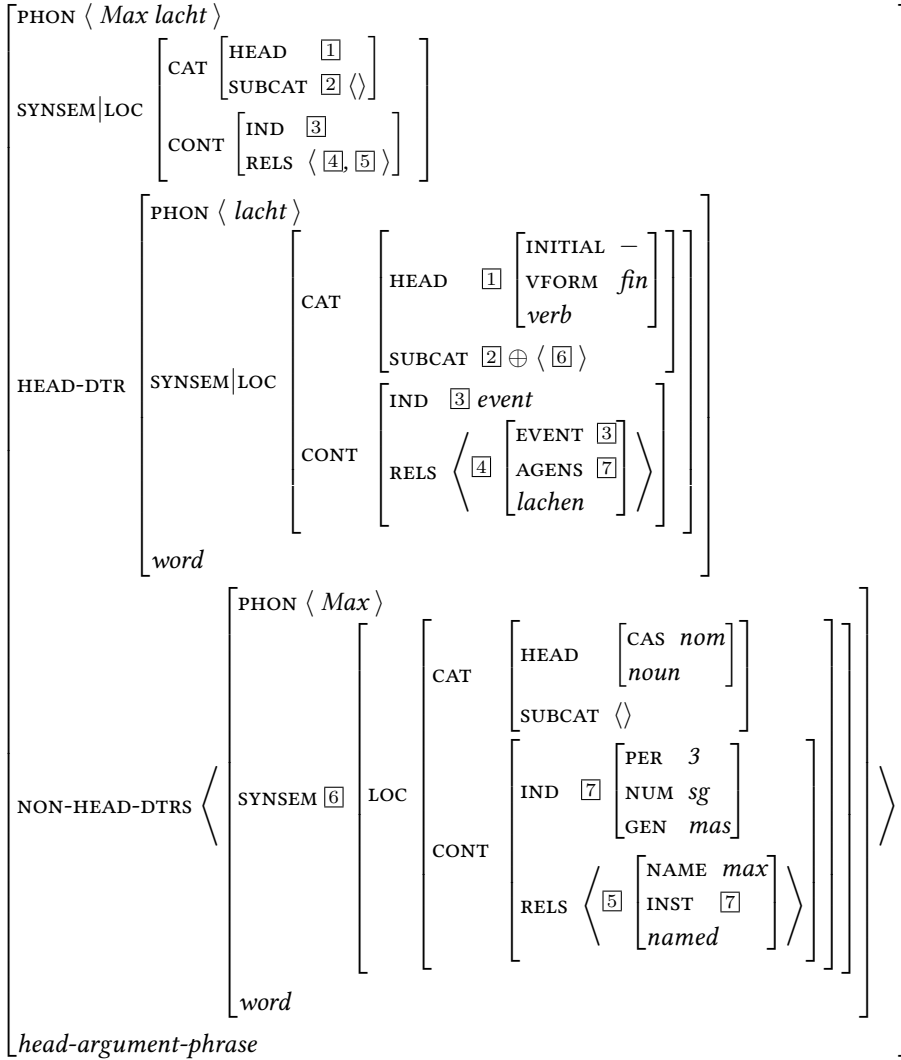 PHON ⟨ Max lacht ⟩
SYNSEM|LOC
CAT
HEAD 1
SUBCAT 2 ⟨⟩
CONT
IND 3
RELS ⟨ 4, 5 ⟩
HEAD-DTR
PHON ⟨ lacht ⟩
SYNSEM|LOC
CAT
HEAD 1
INITIAL −
VFORM fin
verb
SUBCAT 2 ⊕ ⟨ 6 ⟩
CONT
IND 3 event
RELS ⟨ 4
EVENT 3
AGENS 7
lachen ⟩
word
NON-HEAD-DTRS ⟨
PHON ⟨ Max ⟩
SYNSEM 6
LOC
CAT
HEAD
CAS nom
noun
SUBCAT ⟨⟩
CONT
IND 7
PER 3
NUM sg
GEN mas
RELS ⟨ 5
NAME max
INST 7
named ⟩
word ⟩
head-argument-phrase